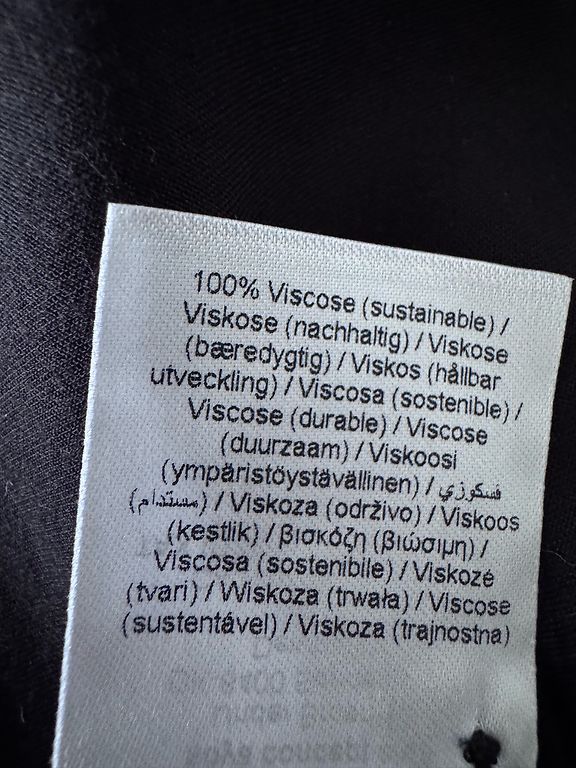 100% Viscose (sustainable) /
Viskose (nachhaltig) / Viskose
(bæredygtig) / Viskos (hållbar
utveckling) / Viscosa (sostenible) /
Viscose (durable) / Viscose
(duurzaam) / Viskoosi
(ympäristöystävällinen) / فسكوزي
(مستدام) / Viskoza (održivo) / Viskoos
(kestlik) / βισκόζη (βιώσιμη) /
Viscosa (sostenibile) / Viskozė
(tvari) / Wiskoza (trwała) / Viscose
(sustentável) / Viskoza (trajnostna)